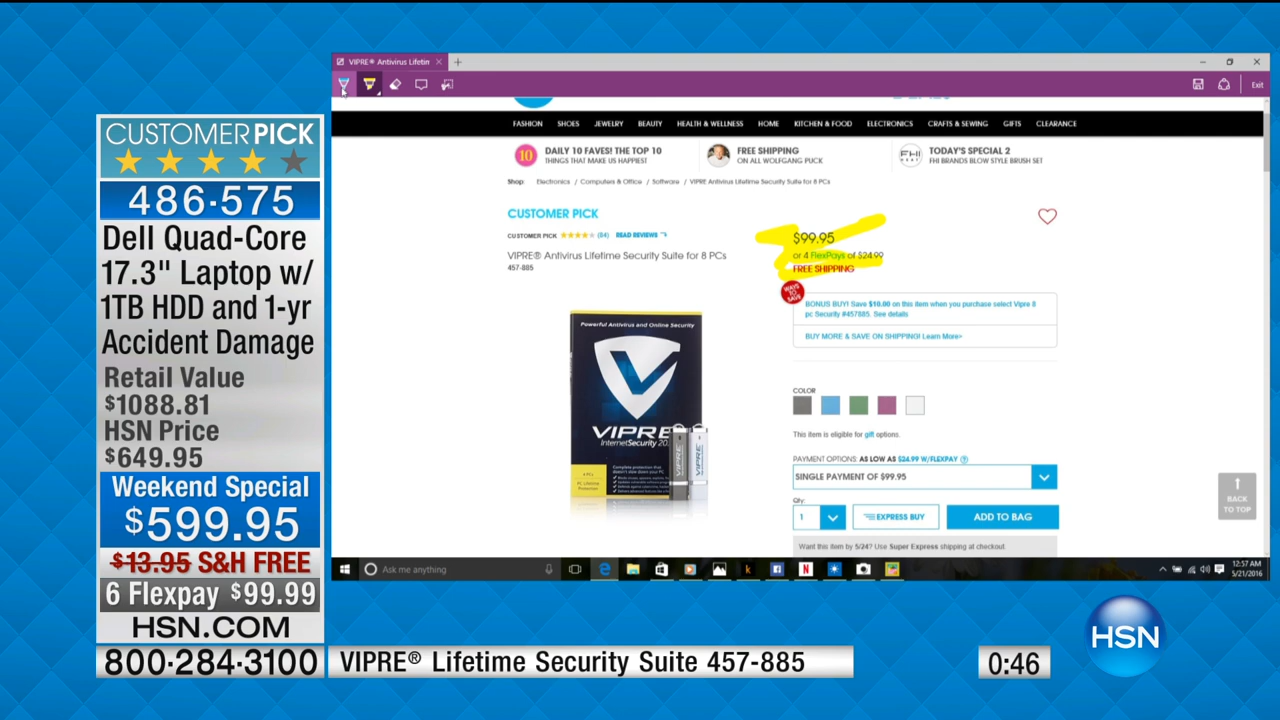 CUSTOMER PICK
486-575
Dell Quad-Core
17.3" Laptop w/
1TB HDD and 1-yr
Accident Damage
Retail Value
$1088.81
HSN Price
$649.95
Weekend Special
$599.95
$13.95 S&H FREE
6 Flexpay $99.99
HSN.COM
800-284-3100
VIPRE® Antivirus Lifetim
Exit
FASHION SHOES JEWELRY BEAUTY HEALTH & WELLNESS HOME KITCHEN & FOOD ELECTRONICS CRAFTS & SEWING GIFTS CLEARANCE
10
DAILY 10 FAVES! THE TOP 10
THINGS THAT MAKE US HAPPIEST
FREE SHIPPING
ON ALL WOLFGANG PUCK
FHI
TODAY'S SPECIAL 2
FHI BRANDS BLOW STYLE BRUSH SET
Shop: Electronics / Computers & Office / Software / VIPRE Antivirus Lifetime Security Suite for 8 PCs
CUSTOMER PICK
CUSTOMER PICK (84) READ REVIEWS
VIPRE® Antivirus Lifetime Security Suite for 8 PCs
457-885
$99.95
or 4 FlexPays of $24.99
FREE SHIPPING
WAYS TO SAVE
BONUS BUY! Save $10.00 on this item when you purchase select Vipre 8
pc Security #457885. See details
BUY MORE & SAVE ON SHIPPING! Learn More>
Powerful Antivirus and Online Security
VIPRE
InternetSecurity 20
VIPRE
VIPRE
COLOR
This item is eligible for gift options.
PAYMENT OPTIONS: AS LOW AS $24.99 W/FLEXPAY
SINGLE PAYMENT OF $99.95
Qty:
1
EXPRESS BUY
ADD TO BAG
BACK
TO TOP
Want this item by 5/24? Use Super Express shipping at checkout
Ask me anything
12:57 AM
5/21/2016
VIPRE® Lifetime Security Suite 457-885
0:46
HSN